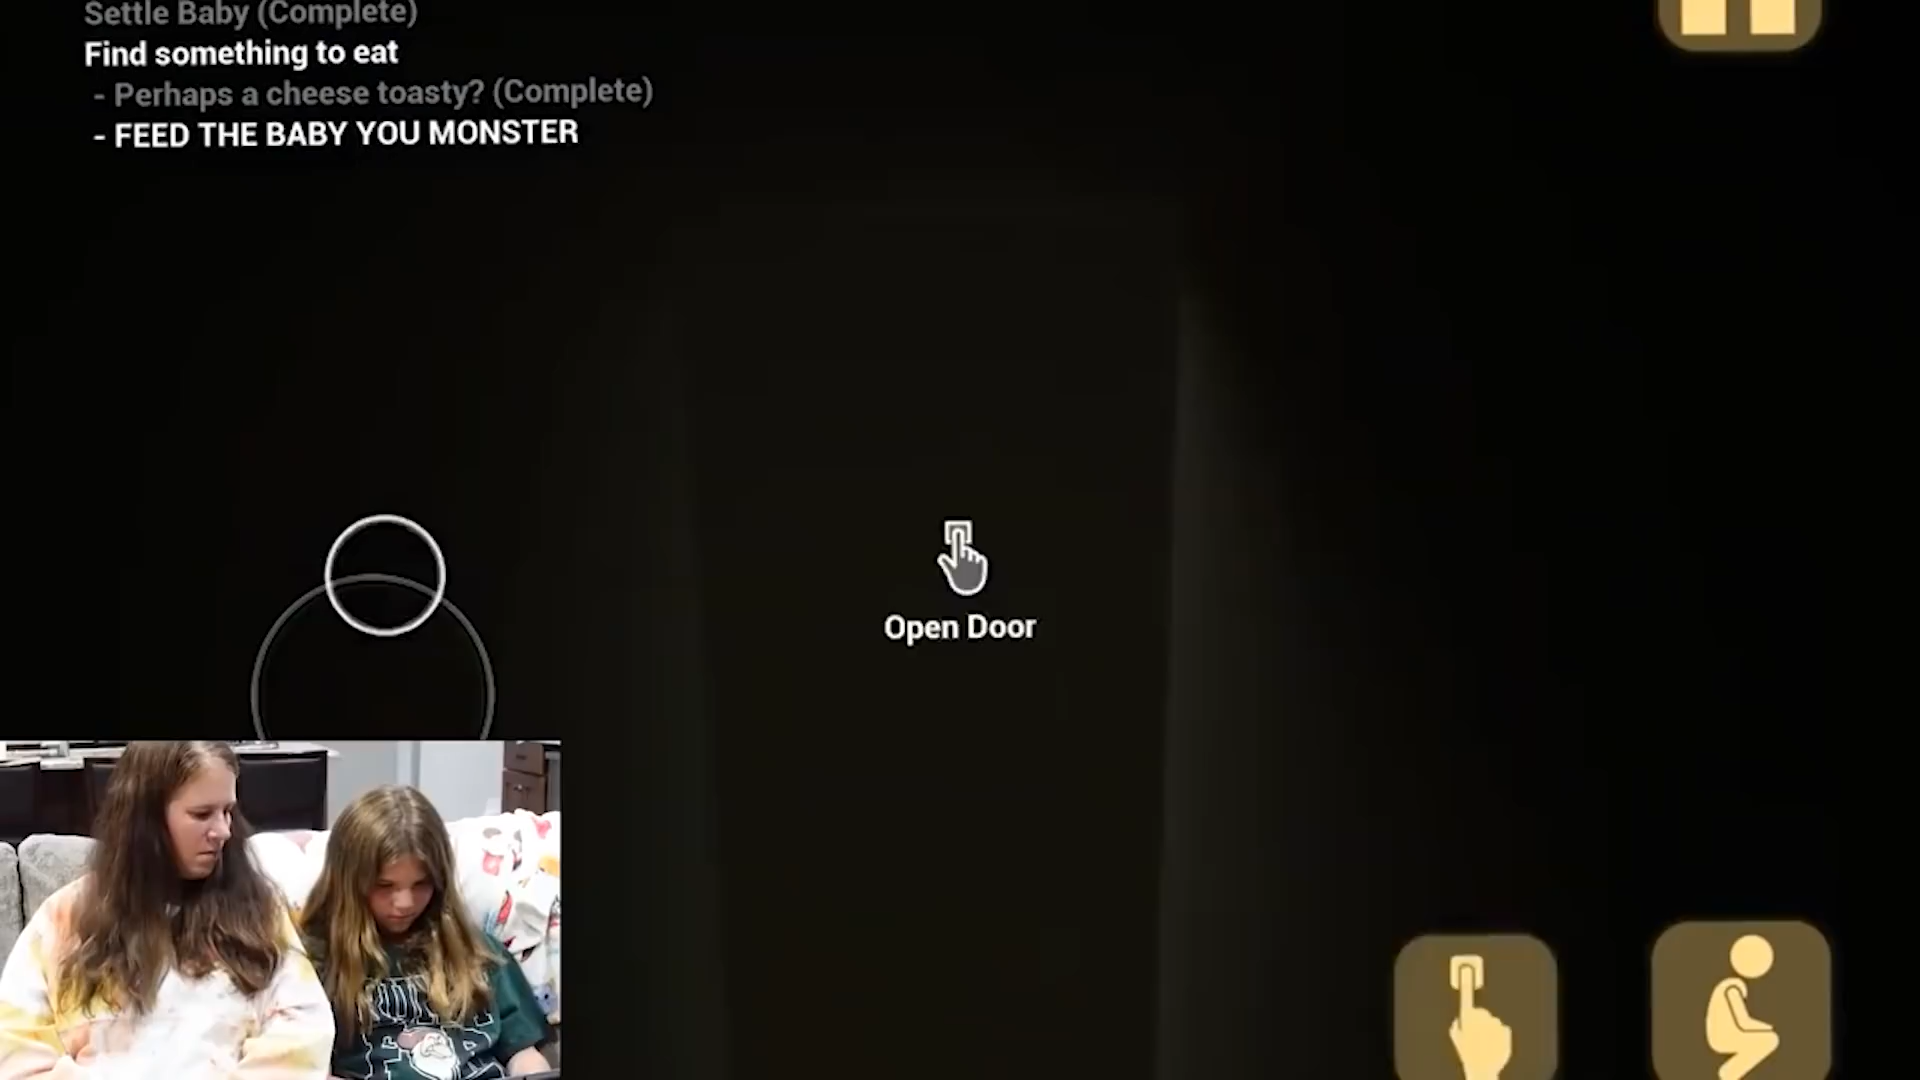 Settle Baby (Complete)
Find something to eat
- Perhaps a cheese toasty? (Complete)
- FEED THE BABY YOU MONSTER
Open Door